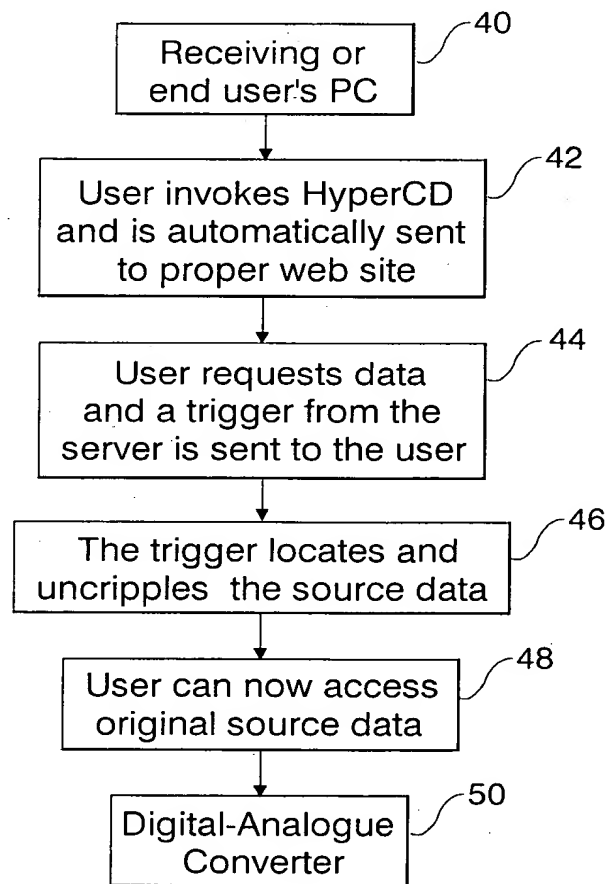 40
Receiving or
end user's PC
42
User invokes HyperCD
and is automatically sent
to proper web site
44
User requests data
and a trigger from the
server is sent to the user
46
The trigger locates and
uncripples the source data
48
User can now access
original source data
50
Digital-Analogue
Converter